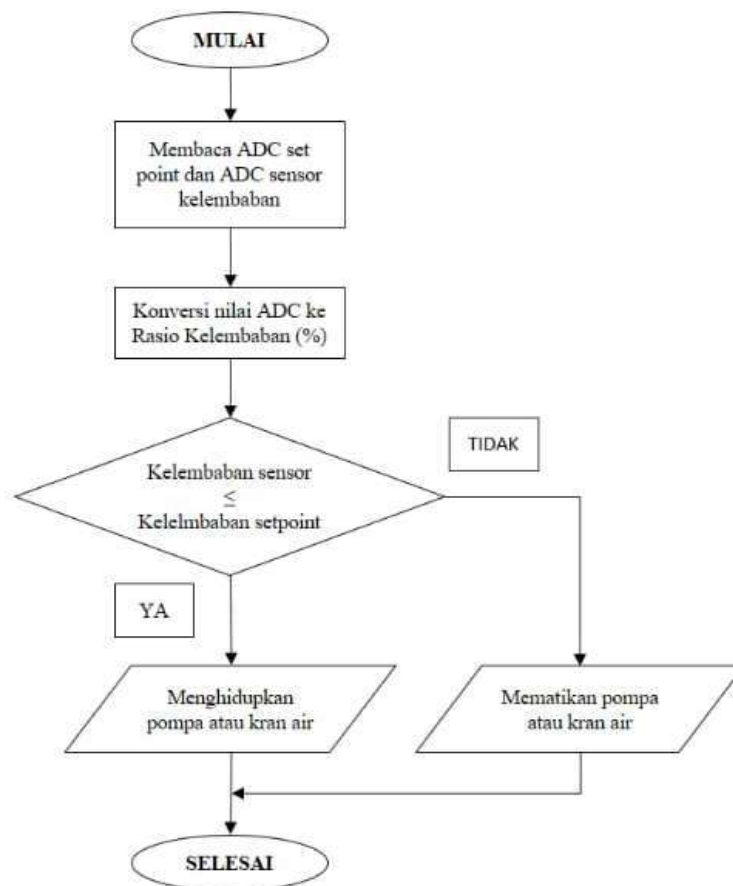 MULAI
Membaca ADC set
point dan ADC sensor
kelembaban
Konversi nilai ADC ke
Rasio Kelembaban (%)
Kelembaban sensor
≤
Kelelmbaban setpoint
TIDAK
YA
Menghidupkan
pompa atau kran air
Mematikan pompa
atau kran air
SELESAI